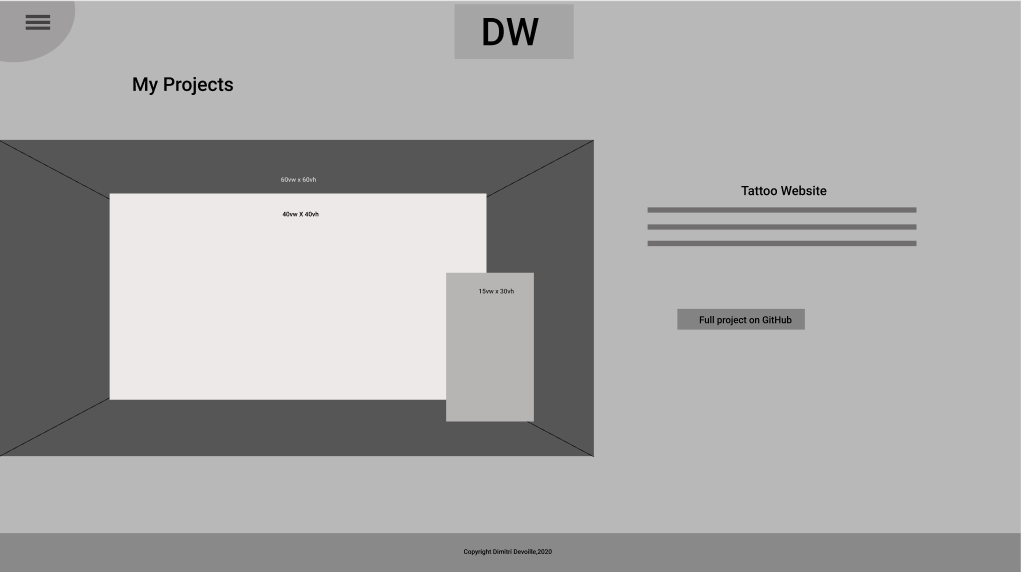 DW
My Projects
60vw x 60vh
40vw X 40vh
15vw x 30vh
Tattoo Website
Full project on GitHub
Copyright Dimitri Devoille,2020